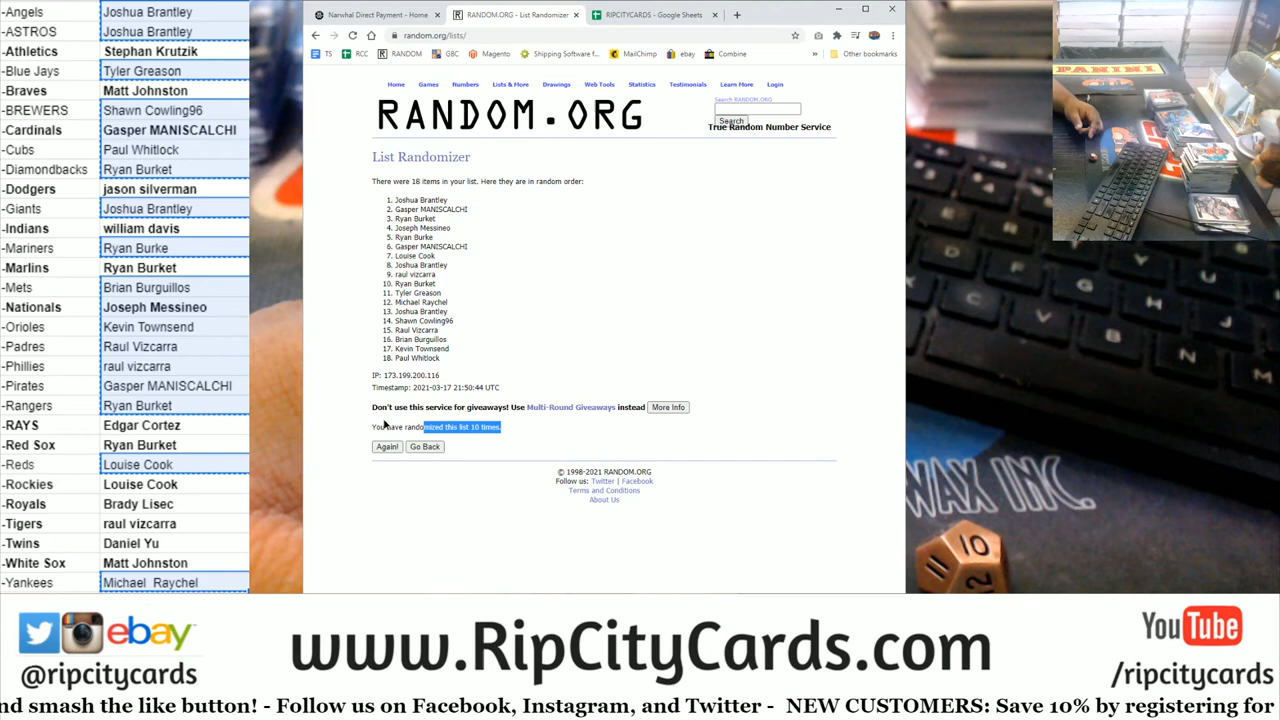 -Angels Joshua Brantley
-ASTROS Joshua Brantley
-Athletics Stephan Krutzik
-Blue Jays Tyler Greason
-Braves Matt Johnston
-BREWERS Shawn Cowling96
-Cardinals Gasper MANISCALCHI
-Cubs Paul Whitlock
-Diamondbacks Ryan Burket
-Dodgers jason silverman
-Giants Joshua Brantley
-Indians william davis
-Mariners Ryan Burke
-Marlins Ryan Burket
-Mets Brian Burguillos
-Nationals Joseph Messineo
-Orioles Kevin Townsend
-Padres Raul Vizcarra
-Phillies raul vizcarra
-Pirates Gasper MANISCALCHI
-Rangers Ryan Burket
-RAYS Edgar Cortez
-Red Sox Ryan Burket
-Reds Louise Cook
-Rockies Louise Cook
-Royals Brady Lisec
-Tigers raul vizcarra
-Twins Daniel Yu
-White Sox Matt Johnston
-Yankees Michael Raychel
Narwhal Direct Payment - Home
RANDOM.ORG - List Randomizer
RIPCITYCARDS - Google Sheets
random.org/lists/
TS RCC RANDOM GBC Magento Shipping Software f... MailChimp ebay Combine » Other bookmarks
Home Games Numbers Lists & More Drawings Web Tools Statistics Testimonials Learn More Login
RANDOM.ORG
Search RANDOM.ORG
Search
True Random Number Service
List Randomizer
There were 18 items in your list. Here they are in random order:
1. Joshua Brantley
2. Gasper MANISCALCHI
3. Ryan Burket
4. Joseph Messineo
5. Ryan Burke
6. Gasper MANISCALCHI
7. Louise Cook
8. Joshua Brantley
9. raul vizcarra
10. Ryan Burket
11. Tyler Greason
12. Michael Raychel
13. Joshua Brantley
14. Shawn Cowling96
15. Raul Vizcarra
16. Brian Burguillos
17. Kevin Townsend
18. Paul Whitlock
IP: 173.199.200.116
Timestamp: 2021-03-17 21:50:44 UTC
Don't use this service for giveaways! Use Multi-Round Giveaways instead More Info
You have randomized this list 10 times.
Again! Go Back
© 1998-2021 RANDOM.ORG
Follow us: Twitter | Facebook
Terms and Conditions
About Us
PANINI
WAX INC.
10
11
2
ebay
@ripcitycards
www.RipCityCards.com
YouTube
/ripcitycards
nd smash the like button! - Follow us on Facebook, Instagram, and Twitter - NEW CUSTOMERS: Save 10% by registering for